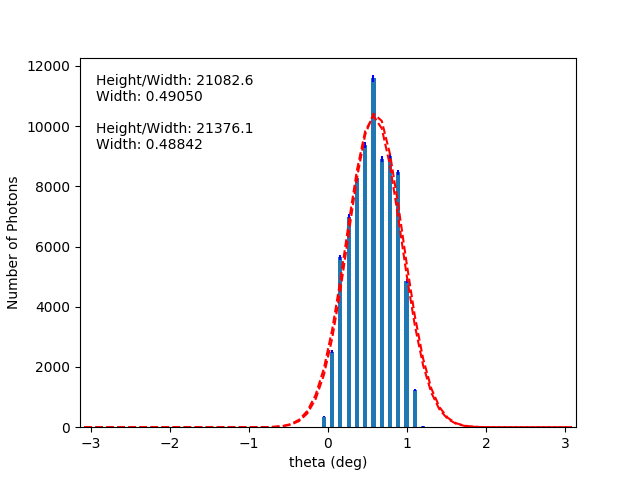 Height/Width: 21082.6
Width: 0.49050
Height/Width: 21376.1
Width: 0.48842
12000
10000
8000
6000
4000
2000
0
Number of Photons
−3 −2 −1 0 1 2 3
theta (deg)